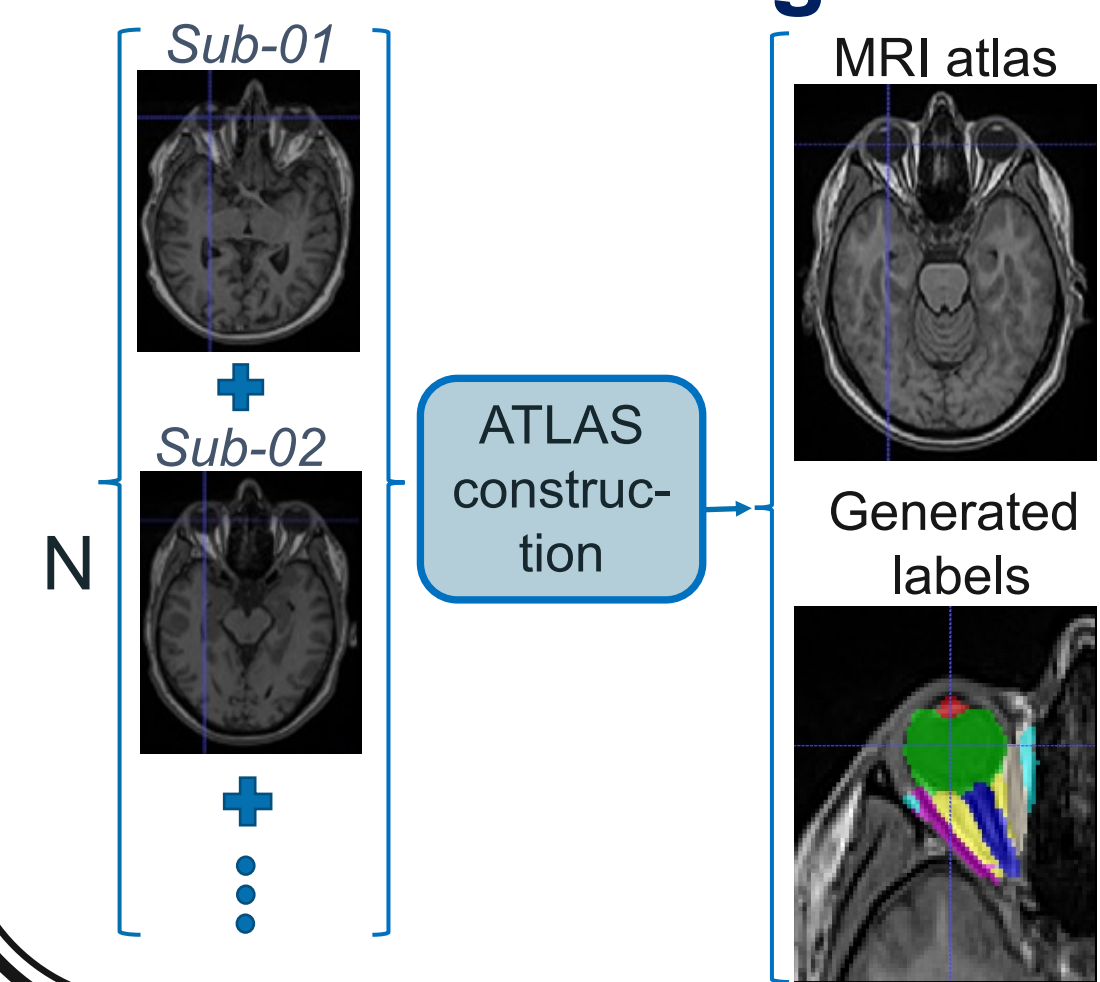 Sub-01
Sub-02
N
ATLAS
construc-
tion
MRI atlas
Generated
labels